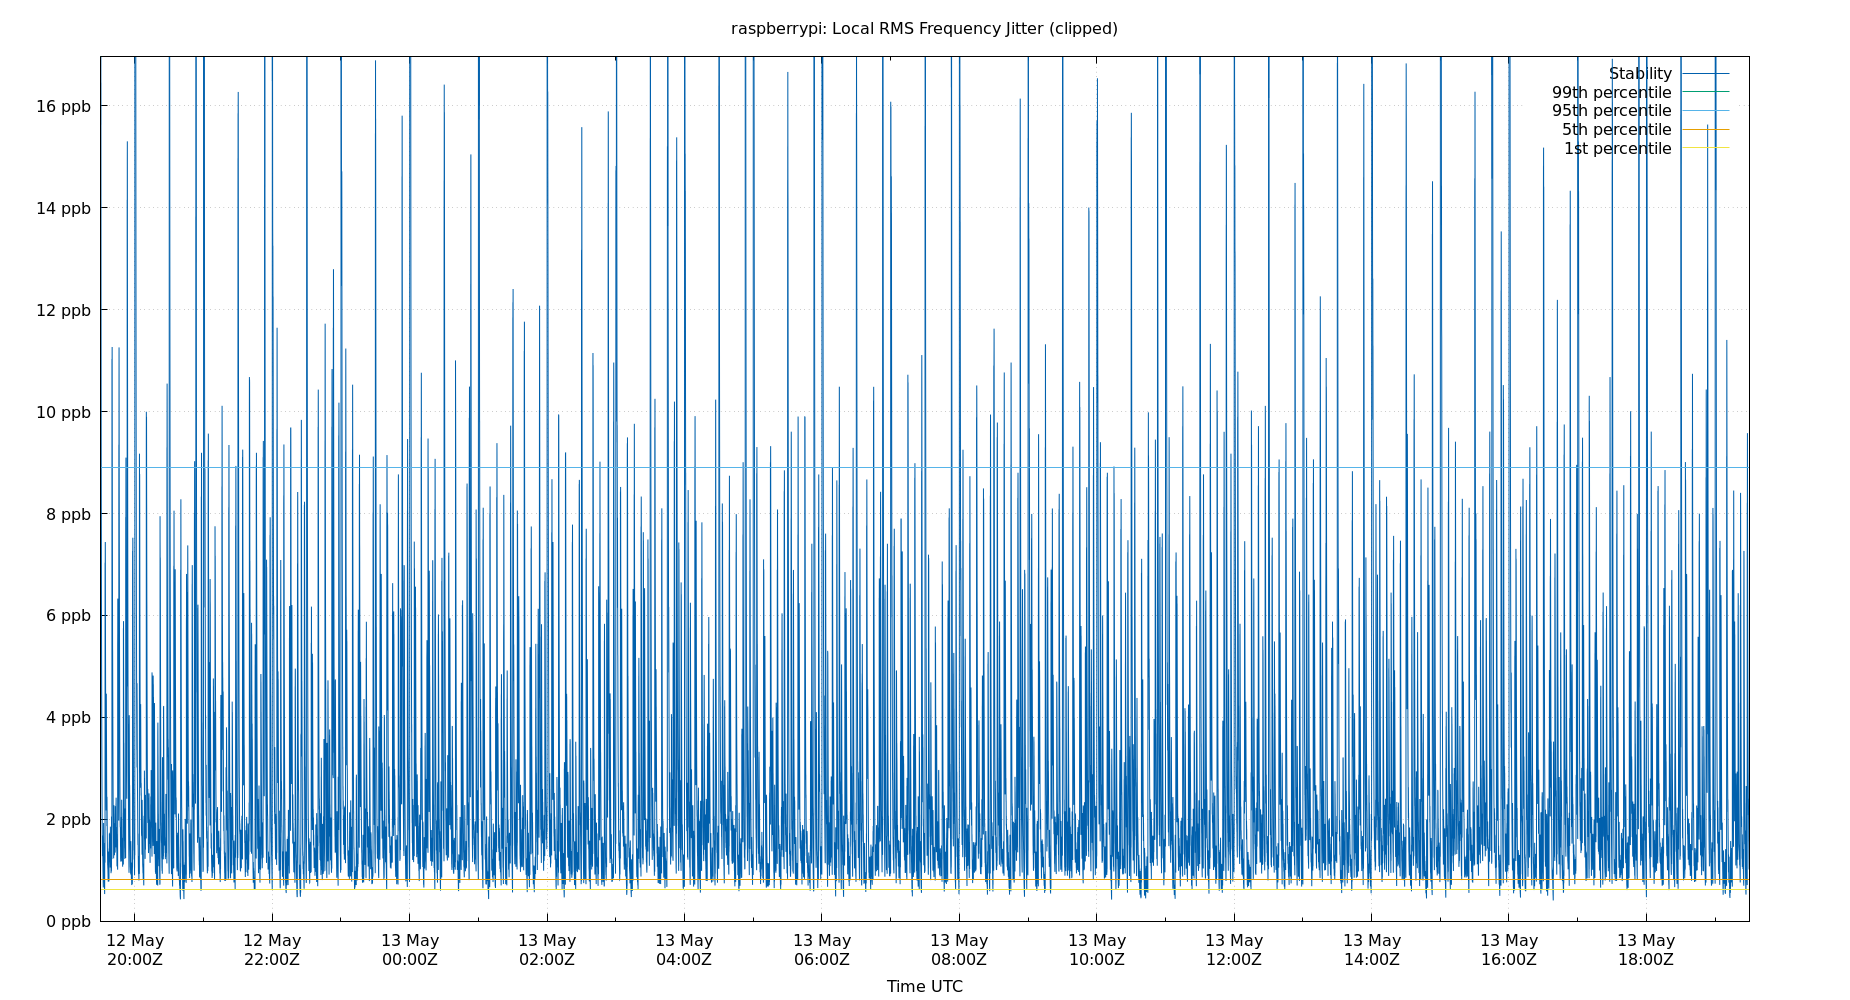 raspberrypi: Local RMS Frequency Jitter (clipped)
Stability
99th percentile
95th percentile
5th percentile
1st percentile
16 ppb
14 ppb
12 ppb
10 ppb
8 ppb
6 ppb
4 ppb
2 ppb
0 ppb
12 May 12 May 13 May 13 May 13 May 13 May 13 May 13 May 13 May 13 May 13 May 13 May
20:00Z 22:00Z 00:00Z 02:00Z 04:00Z 06:00Z 08:00Z 10:00Z 12:00Z 14:00Z 16:00Z 18:00Z
Time UTC